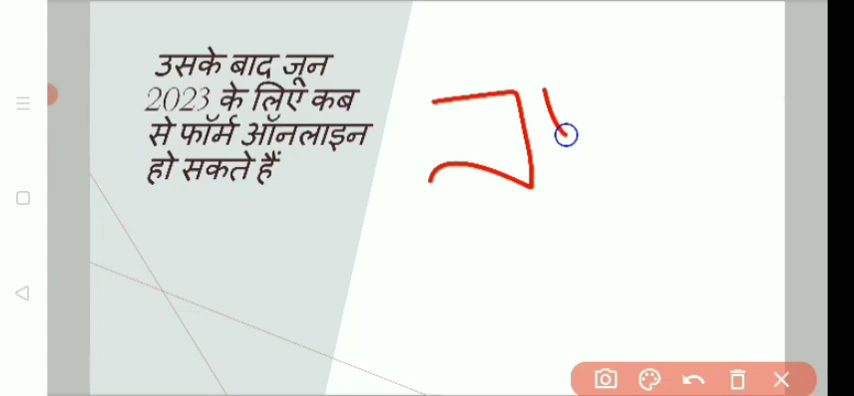 उसके बाद जून
2023 के लिए कब
से फॉर्म ऑनलाइन
हो सकते हैं